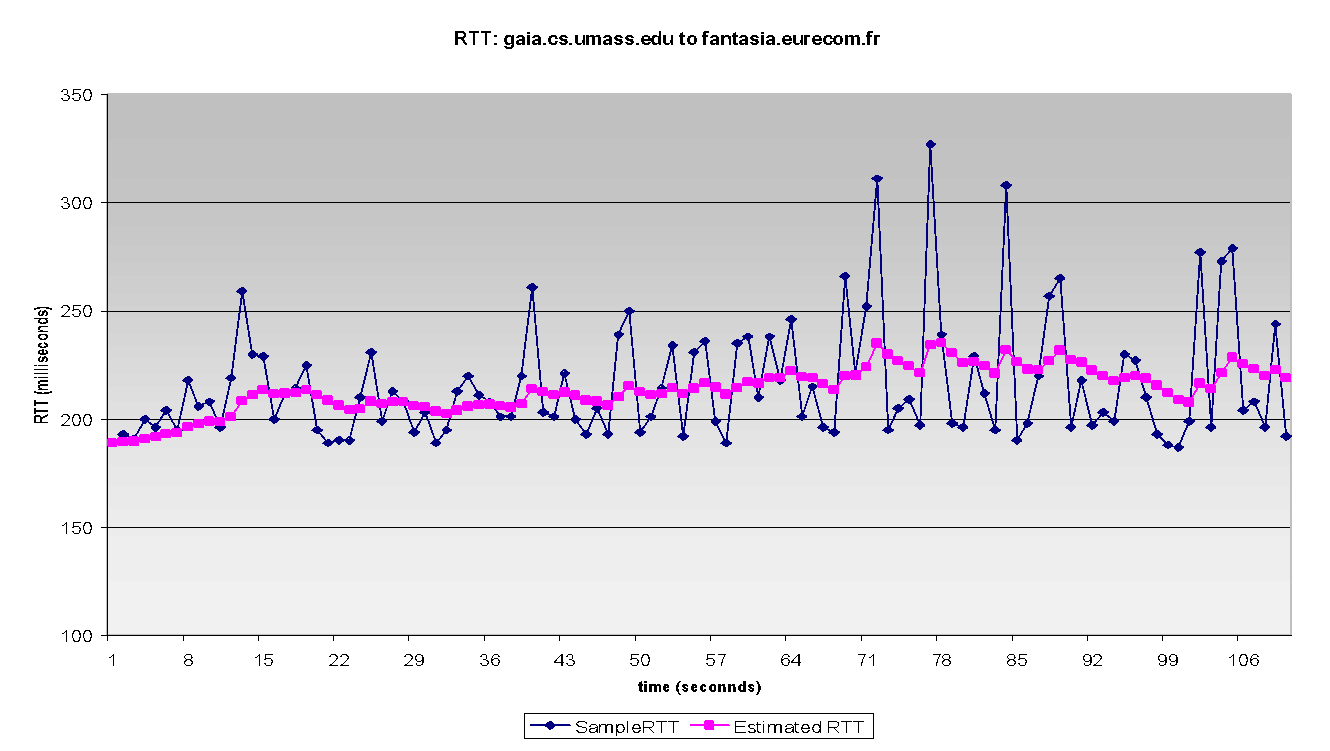 RTT: gaia.cs.umass.edu to fantasia.eurecom.fr
350
300
250
200
150
100
RTT (milliseconds)
1 8 15 22 29 36 43 50 57 64 71 78 85 92 99 106
time (seconnds)
SampleRTT Estimated RTT